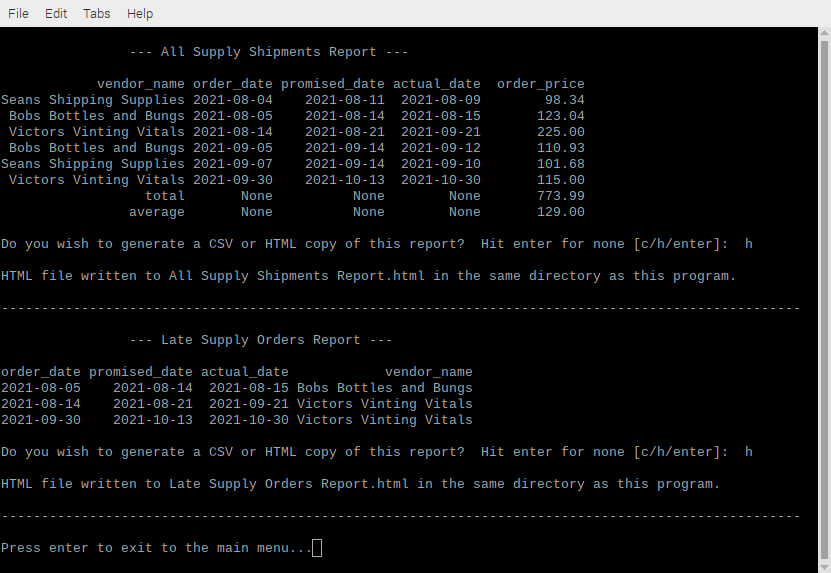 File Edit Tabs Help
--- All Supply Shipments Report ---
vendor_name order_date promised_date actual_date order_price
Seans Shipping Supplies 2021-08-04 2021-08-11 2021-08-09 98.34
Bobs Bottles and Bungs 2021-08-05 2021-08-14 2021-08-15 123.04
Victors Vinting Vitals 2021-08-14 2021-08-21 2021-09-21 225.00
Bobs Bottles and Bungs 2021-09-05 2021-09-14 2021-09-12 110.93
Seans Shipping Supplies 2021-09-07 2021-09-14 2021-09-10 101.68
Victors Vinting Vitals 2021-09-30 2021-10-13 2021-10-30 115.00
total None None None 773.99
average None None None 129.00
Do you wish to generate a CSV or HTML copy of this report?  Hit enter for none [c/h/enter]:  h
HTML file written to All Supply Shipments Report.html in the same directory as this program.
----------------------------------------------------------------------------------------------------
--- Late Supply Orders Report ---
order_date promised_date actual_date vendor_name
2021-08-05 2021-08-14 2021-08-15 Bobs Bottles and Bungs
2021-08-14 2021-08-21 2021-09-21 Victors Vinting Vitals
2021-09-30 2021-10-13 2021-10-30 Victors Vinting Vitals
Do you wish to generate a CSV or HTML copy of this report?  Hit enter for none [c/h/enter]:  h
HTML file written to Late Supply Orders Report.html in the same directory as this program.
----------------------------------------------------------------------------------------------------
Press enter to exit to the main menu...